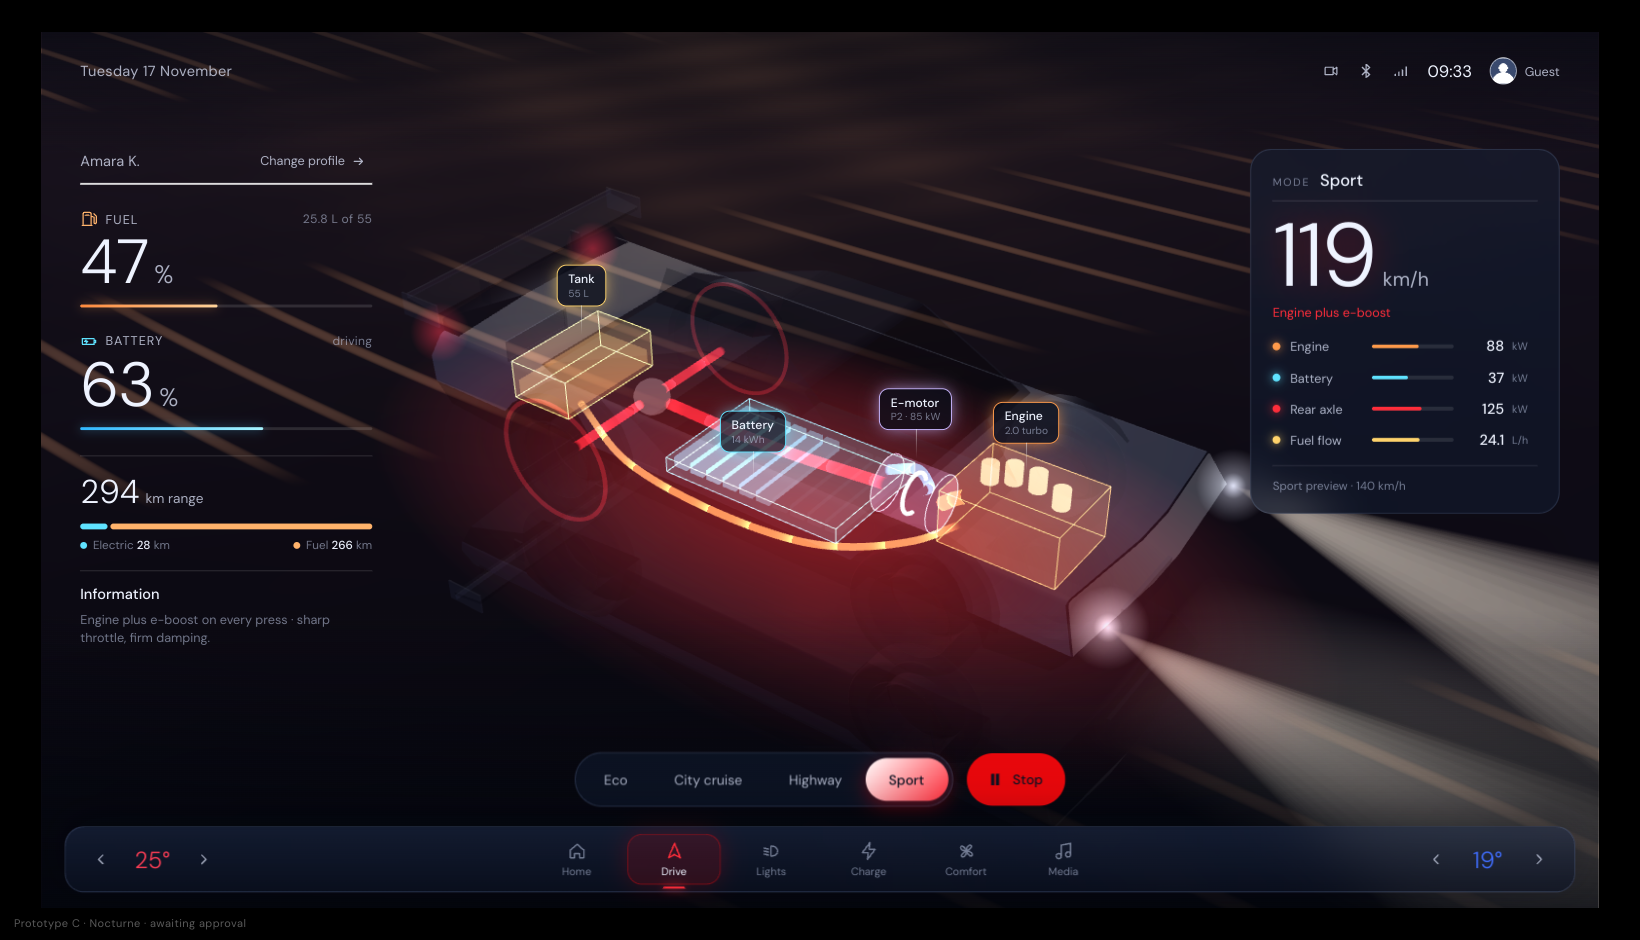 Tuesday 17 November
09:33
Guest
Amara K.
Change profile →
FUEL
25.8 L of 55
47 %
BATTERY
driving
63 %
294 km range
Electric 28 km
Fuel 266 km
Information
Engine plus e-boost on every press · sharp
throttle, firm damping.
Tank
55 L
Battery
14 kWh
E-motor
P2 · 85 kW
Engine
2.0 turbo
MODE Sport
119 km/h
Engine plus e-boost
Engine 88 kW
Battery 37 kW
Rear axle 125 kW
Fuel flow 24.1 L/h
Sport preview · 140 km/h
Eco
City cruise
Highway
Sport
Stop
25°
Home
Drive
Lights
Charge
Comfort
Media
19°
Prototype C · Nocturne · awaiting approval